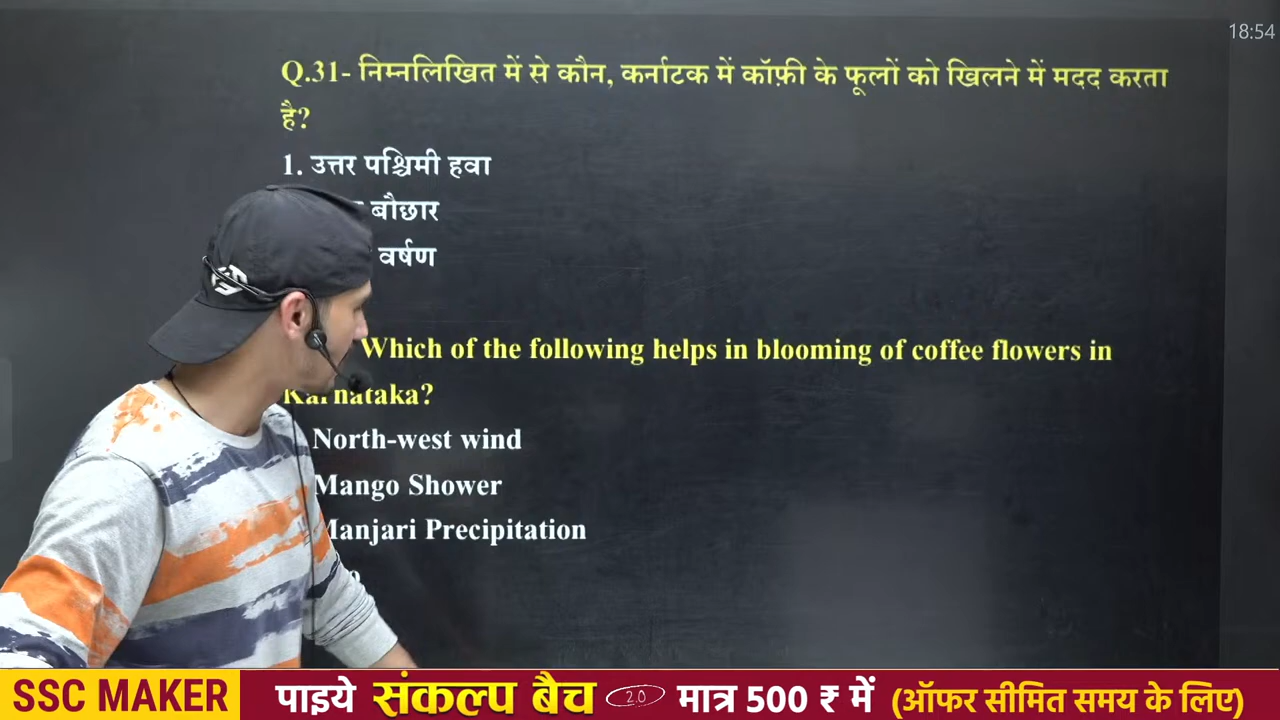 18:54
Q.31- निम्नलिखित में से कौन, कर्नाटक में कॉफ़ी के फूलों को खिलने में मदद करता
है?
1. उत्तर पश्चिमी हवा
बौछार
वर्षण
Which of the following helps in blooming of coffee flowers in
Karnataka?
North-west wind
Mango Shower
Manjari Precipitation
SSC MAKER पाइये संकल्प बैच 2.0 मात्र 500 ₹ में (ऑफर सीमित समय के लिए)